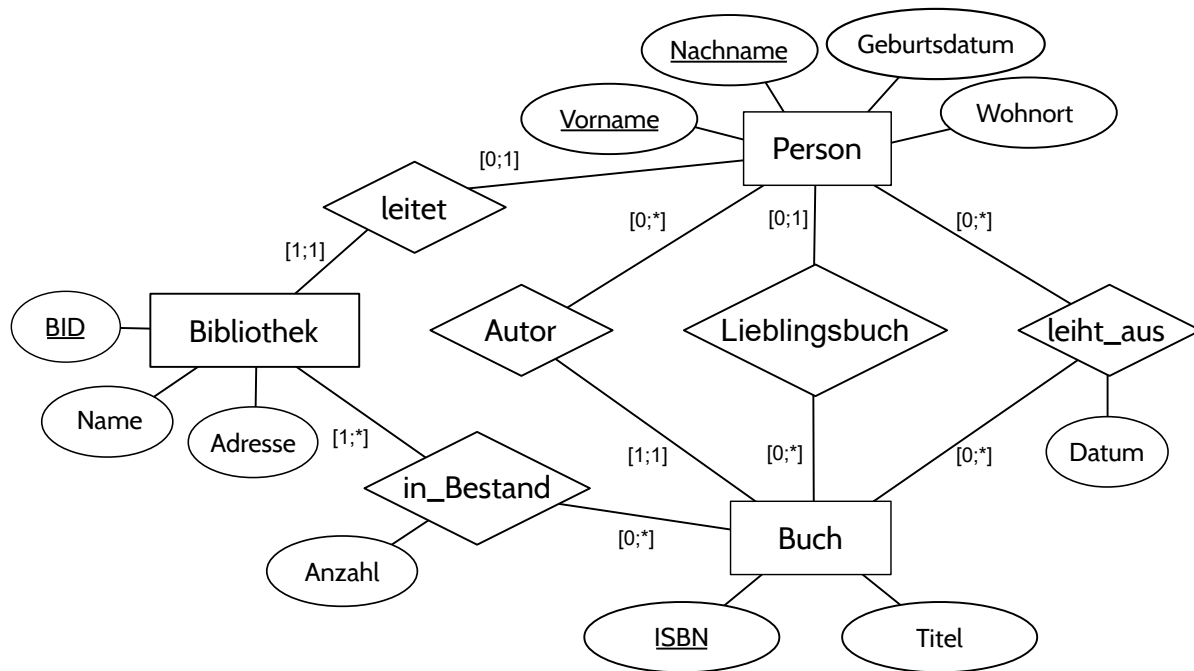 Nachname
Geburtsdatum
Vorname
Wohnort
Person
[0;1]
leitet
[0;*]
[0;1]
[0;*]
[1;1]
BID
Bibliothek
Autor
Lieblingsbuch
leiht_aus
Name
Adresse
[1;*]
[1;1]
[0;*]
[0;*]
Datum
in_Bestand
[0;*]
Buch
Anzahl
ISBN
Titel